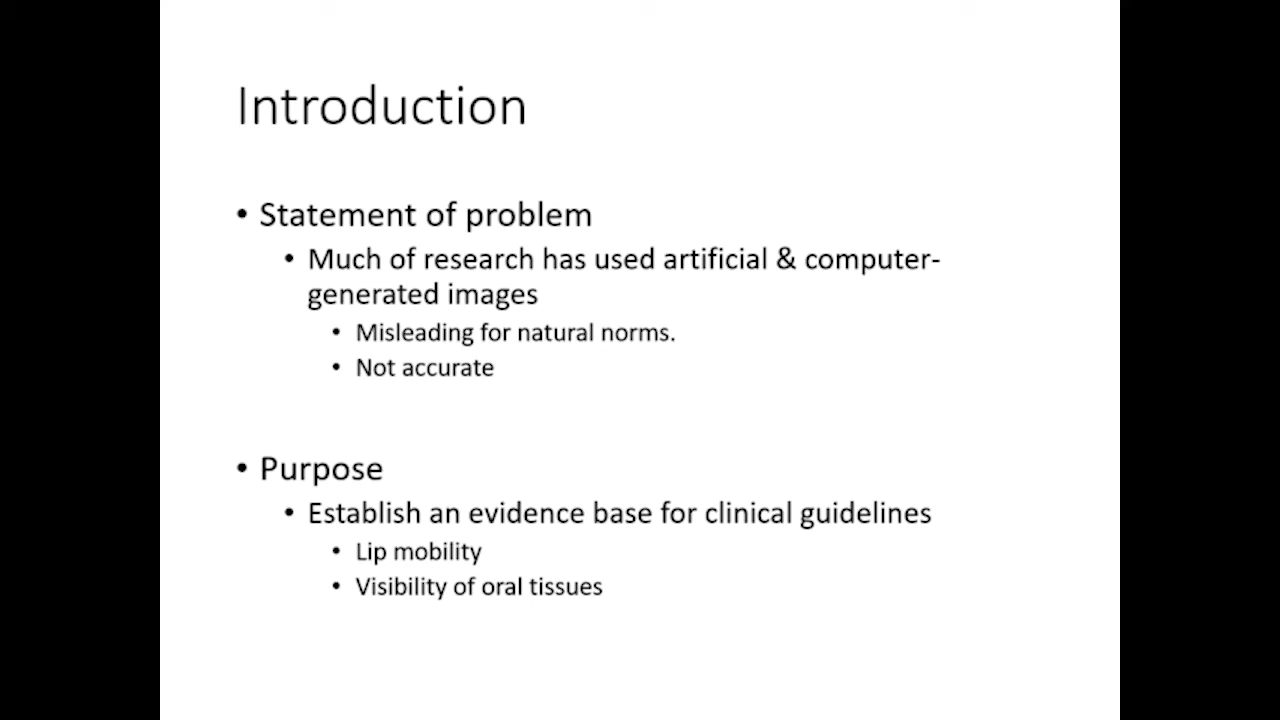 Introduction
• Statement of problem
• Much of research has used artificial & computer-
generated images
• Misleading for natural norms.
• Not accurate
• Purpose
• Establish an evidence base for clinical guidelines
• Lip mobility
• Visibility of oral tissues